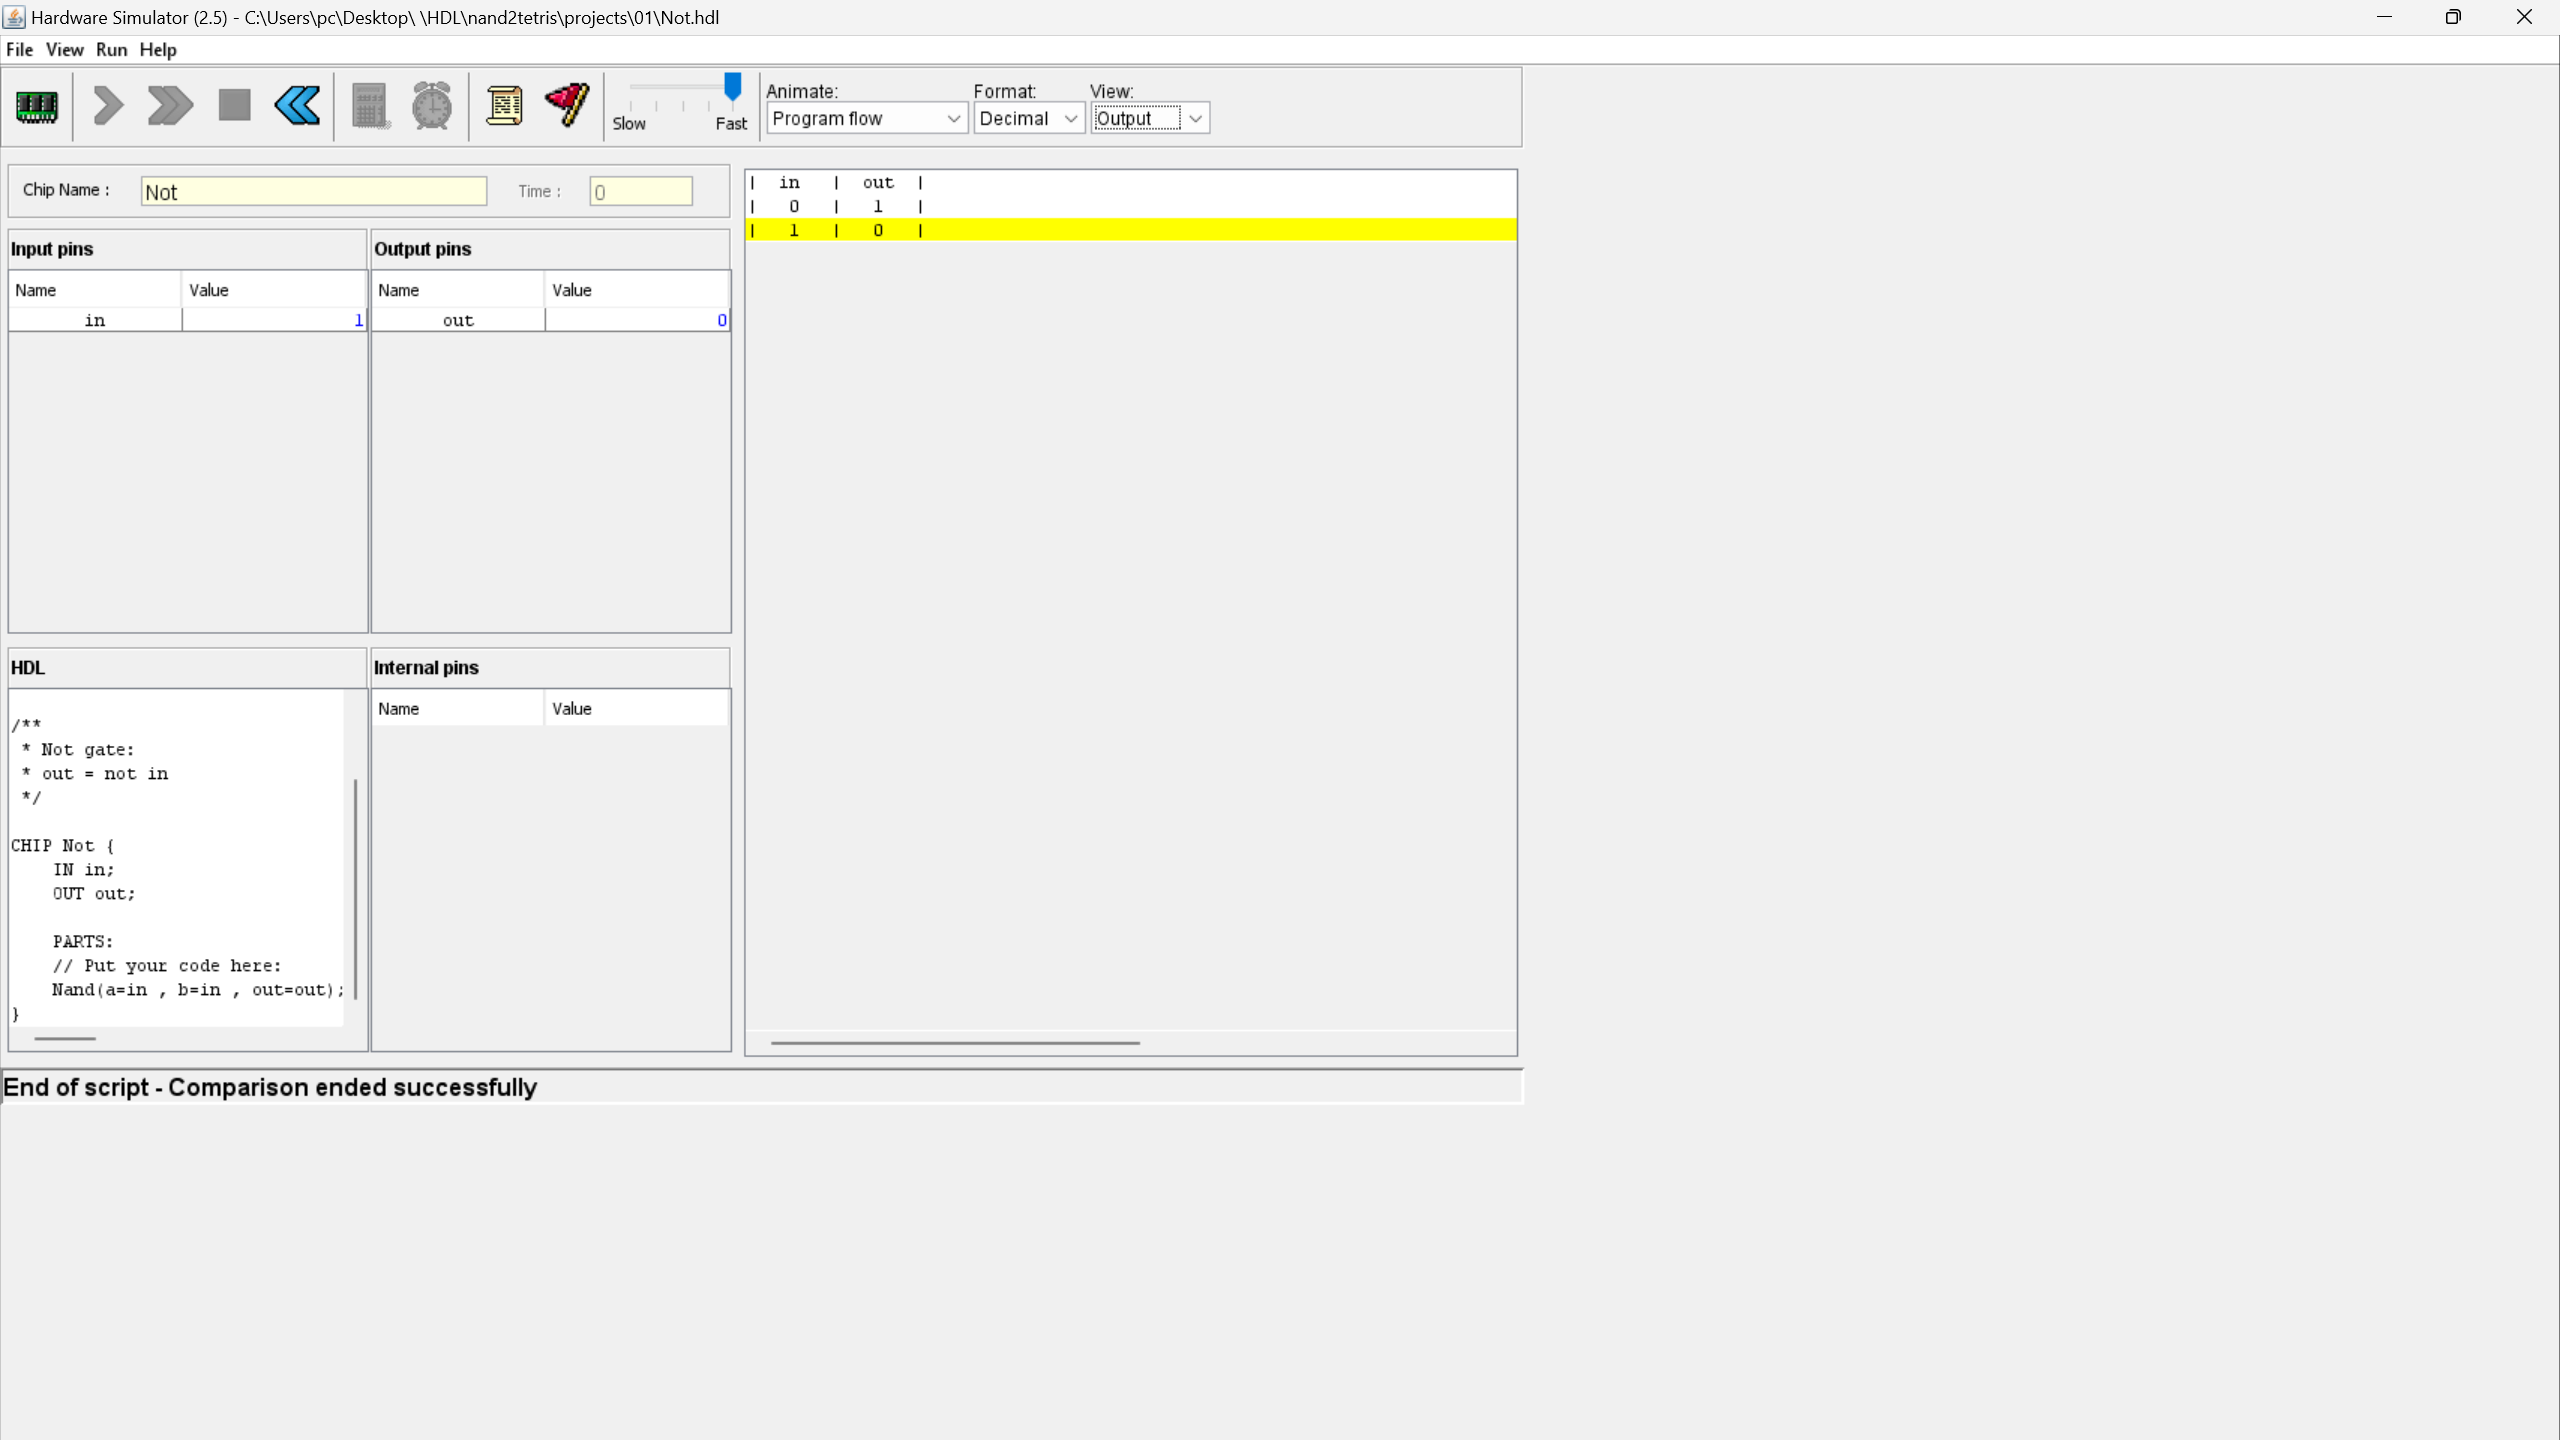 Hardware Simulator (2.5) - C:\Users\pc\Desktop\ \HDL\nand2tetris\projects\01\Not.hdl
File View Run Help
Animate: Format: View:
Slow Fast Program flow Decimal Output
Chip Name : Not Time : 0
Input pins
Name Value
in 1
Output pins
Name Value
out 0
HDL
/**
 * Not gate:
 * out = not in
 */
CHIP Not {
    IN in;
    OUT out;
    PARTS:
    // Put your code here:
    Nand(a=in , b=in , out=out);
}
Internal pins
Name Value
|  in   |  out  |
|   0   |   1   |
|   1   |   0   |
End of script - Comparison ended successfully